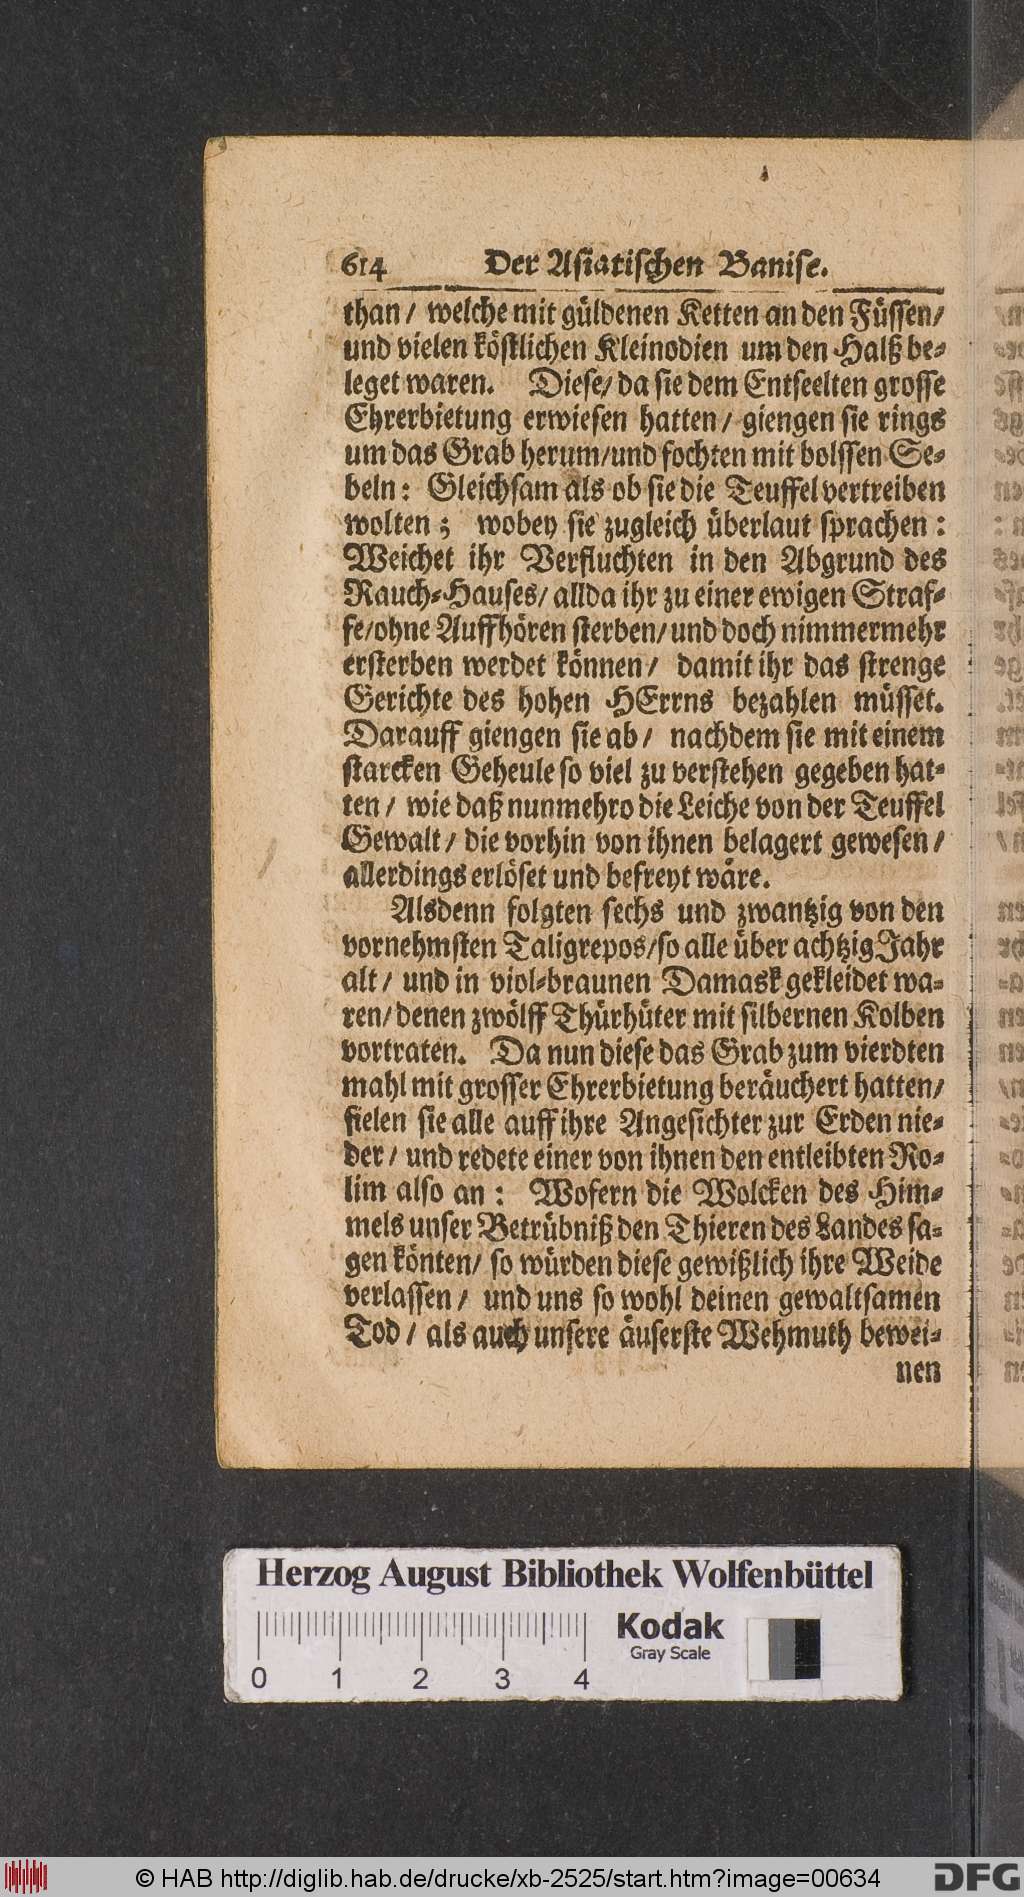 614 Der Asiatischen Banise.
than / welche mit güldenen Ketten an den Füssen /
und vielen köstlichen Kleinodien um den Halß be-
leget waren. Diese / da sie dem Entseelten grosse
Ehrerbietung erwiesen hatten / giengen sie rings
um das Grab herum / und fochten mit bolssen Se-
beln: Gleichsam als ob sie die Teuffel vertreiben
wolten; wobey sie zugleich überlaut sprachen:
Weichet ihr Verfluchten in den Abgrund des
Rauch-Hauses / allda ihr zu einer ewigen Straf-
fe / ohne Auffhören sterben / und doch nimmermehr
ersterben werdet können / damit ihr das strenge
Gerichte des hohen HErrns bezahlen müsset.
Darauff giengen sie ab / nachdem sie mit einem
starcken Geheule so viel zu verstehen gegeben hat-
ten / wie daß nunmehro die Leiche von der Teuffel
Gewalt / die vorhin von ihnen belagert gewesen /
allerdings erlöset und befreyt wäre.
Alsdenn folgten sechs und zwantzig von den
vornehmsten Taligrepos / so alle über achtzig Jahr
alt / und in viol-braunen Damask gekleidet wa-
ren / denen zwölff Thürhüter mit silbernen Kolben
vortraten. Da nun diese das Grab zum vierdten
mahl mit grosser Ehrerbietung beräuchert hatten /
fielen sie alle auff ihre Angesichter zur Erden nie-
der / und redete einer von ihnen den entleibten Ro-
lim also an: Wofern die Wolcken des Him-
mels unser Betrübniß den Thieren des Landes sa-
gen könten / so würden diese gewißlich ihre Weide
verlassen / und uns so wohl deinen gewaltsamen
Tod / als auch unsere äuserste Wehmuth bewei-
nen
Herzog August Bibliothek Wolfenbüttel
Kodak
Gray Scale
0 1 2 3 4
© HAB http://diglib.hab.de/drucke/xb-2525/start.htm?image=00634
DFG